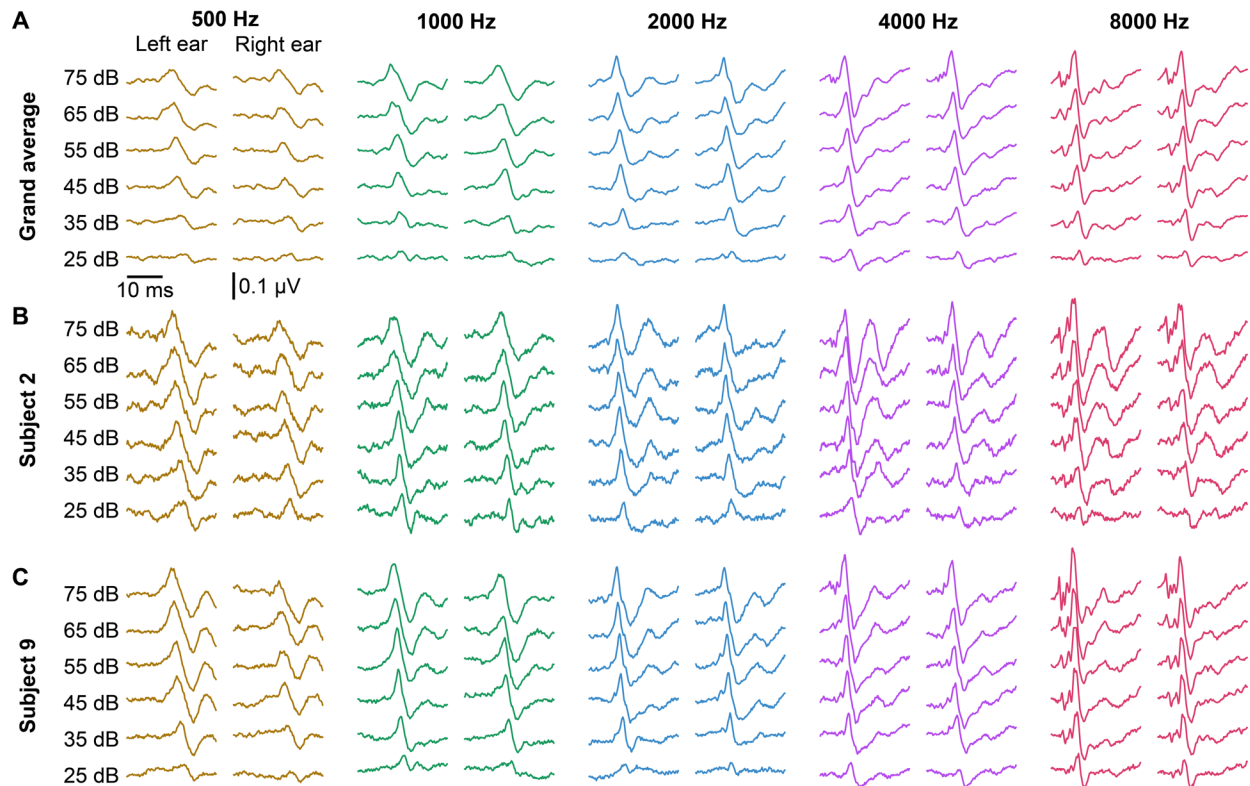 A
500 Hz
1000 Hz
2000 Hz
4000 Hz
8000 Hz
Left ear
Right ear
Grand average
75 dB
65 dB
55 dB
45 dB
35 dB
25 dB
10 ms
0.1 µV
B
Subject 2
75 dB
65 dB
55 dB
45 dB
35 dB
25 dB
C
Subject 9
75 dB
65 dB
55 dB
45 dB
35 dB
25 dB